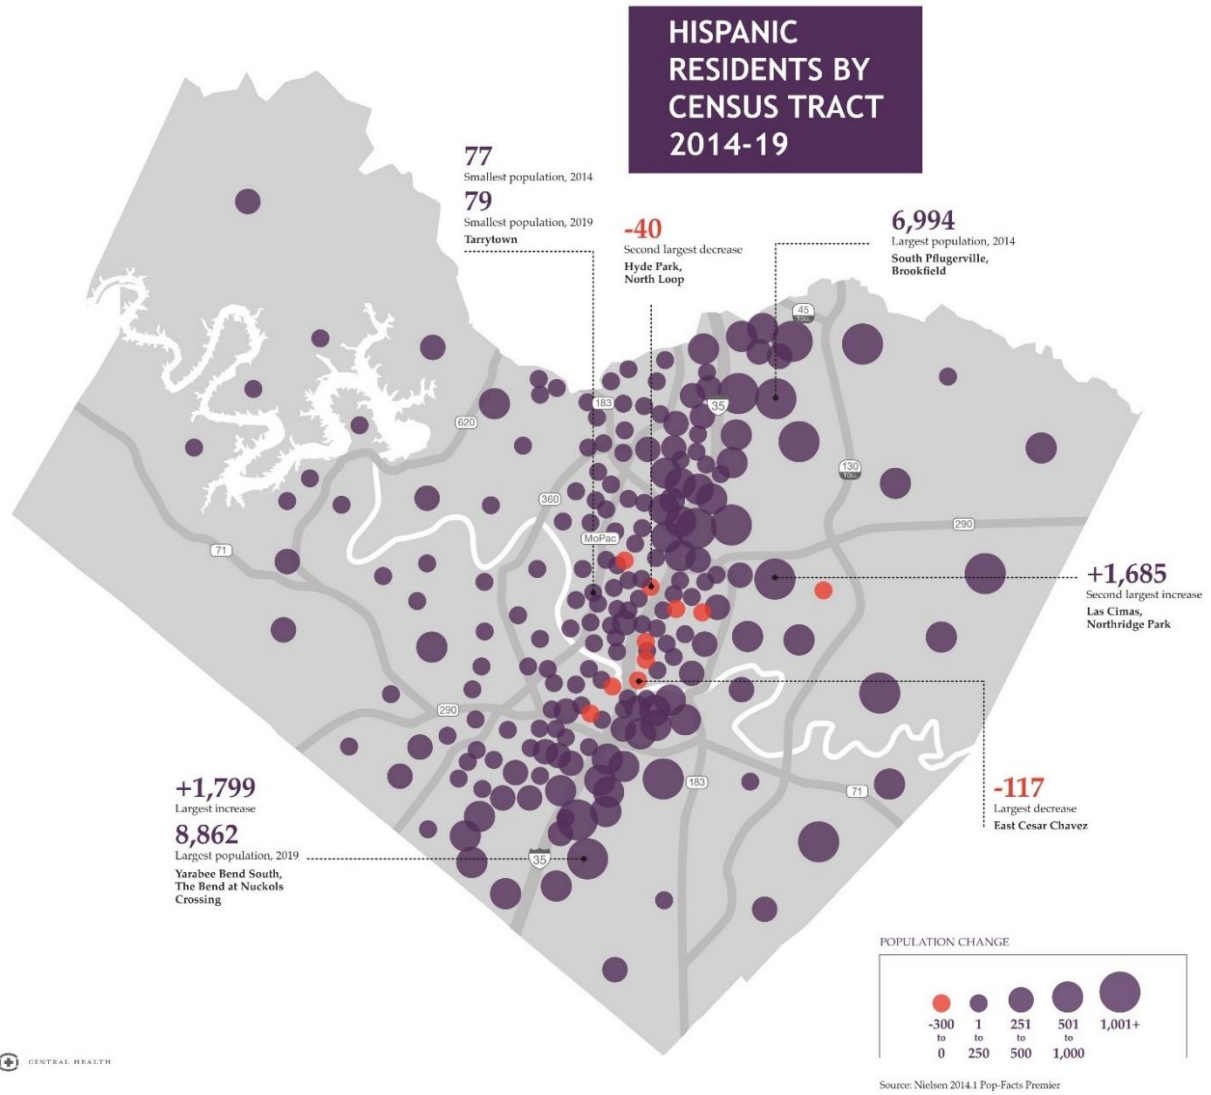 HISPANIC
RESIDENTS BY
CENSUS TRACT
2014-19
77
Smallest population, 2014
79
Smallest population, 2019
Tarrytown
-40
Second largest decrease
Hyde Park,
North Loop
6,994
Largest population, 2014
South Pflugerville,
Brookfield
45
TOLL
183
35
620
130
TOLL
360
290
MoPac
71
+1,685
Second largest increase
Las Cimas,
Northridge Park
290
183
71
+1,799
Largest increase
8,862
Largest population, 2019
Yarabee Bend South,
The Bend at Nuckols
Crossing
35
-117
Largest decrease
East Cesar Chavez
POPULATION CHANGE
-300 1 251 501 1,001+
to to to to
0 250 500 1,000
CENTRAL HEALTH
Source: Nielsen 2014.1 Pop-Facts Premier